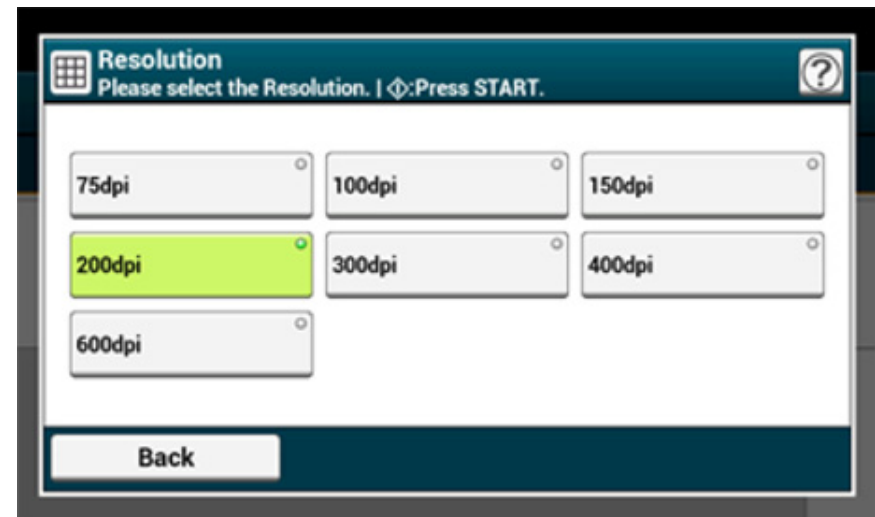 Resolution
Please select the Resolution. | :Press START.
75dpi
100dpi
150dpi
200dpi
300dpi
400dpi
600dpi
Back